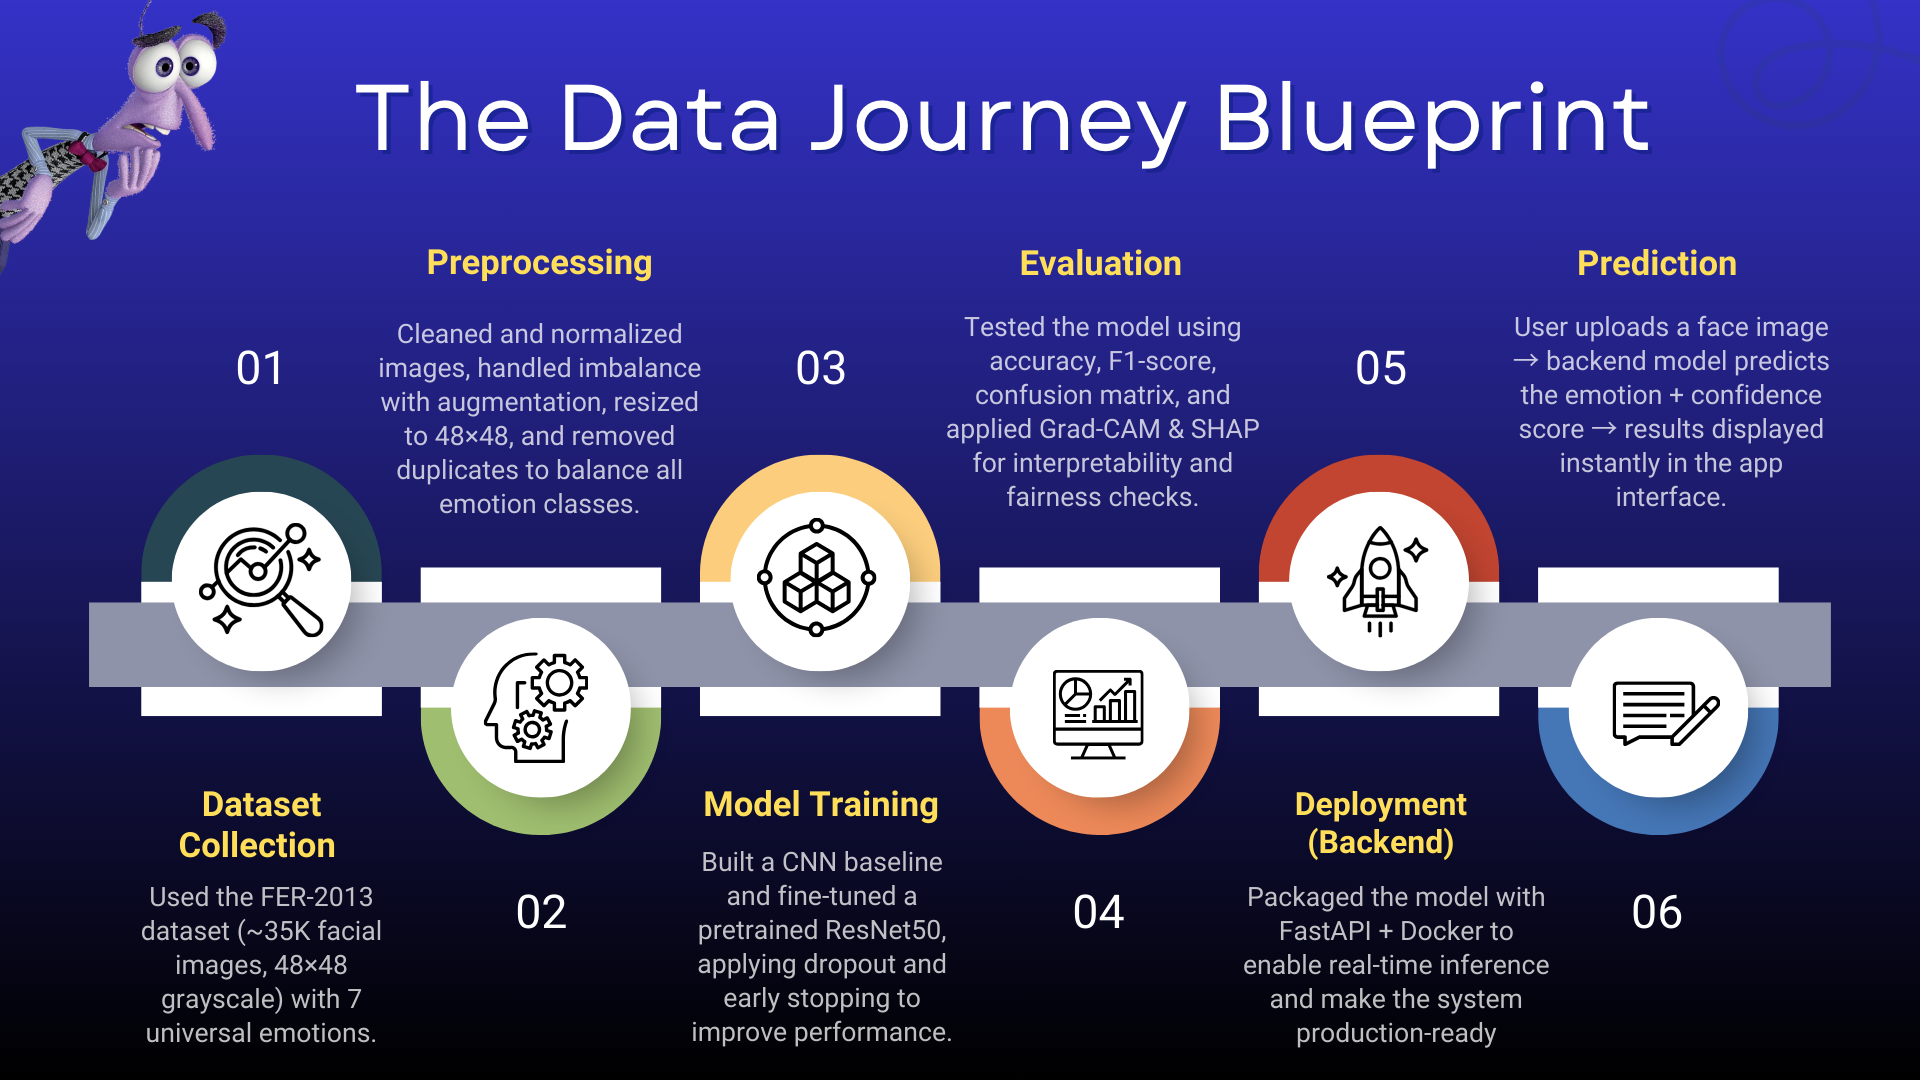 The Data Journey Blueprint
01
Dataset
Collection
Used the FER-2013
dataset (~35K facial
images, 48×48
grayscale) with 7
universal emotions.
Preprocessing
Cleaned and normalized
images, handled imbalance
with augmentation, resized
to 48×48, and removed
duplicates to balance all
emotion classes.
02
03
Model Training
Built a CNN baseline
and fine-tuned a
pretrained ResNet50,
applying dropout and
early stopping to
improve performance.
Evaluation
Tested the model using
accuracy, F1-score,
confusion matrix, and
applied Grad-CAM & SHAP
for interpretability and
fairness checks.
04
05
Deployment
(Backend)
Packaged the model with
FastAPI + Docker to
enable real-time inference
and make the system
production-ready
Prediction
User uploads a face image
→ backend model predicts
the emotion + confidence
score → results displayed
instantly in the app
interface.
06